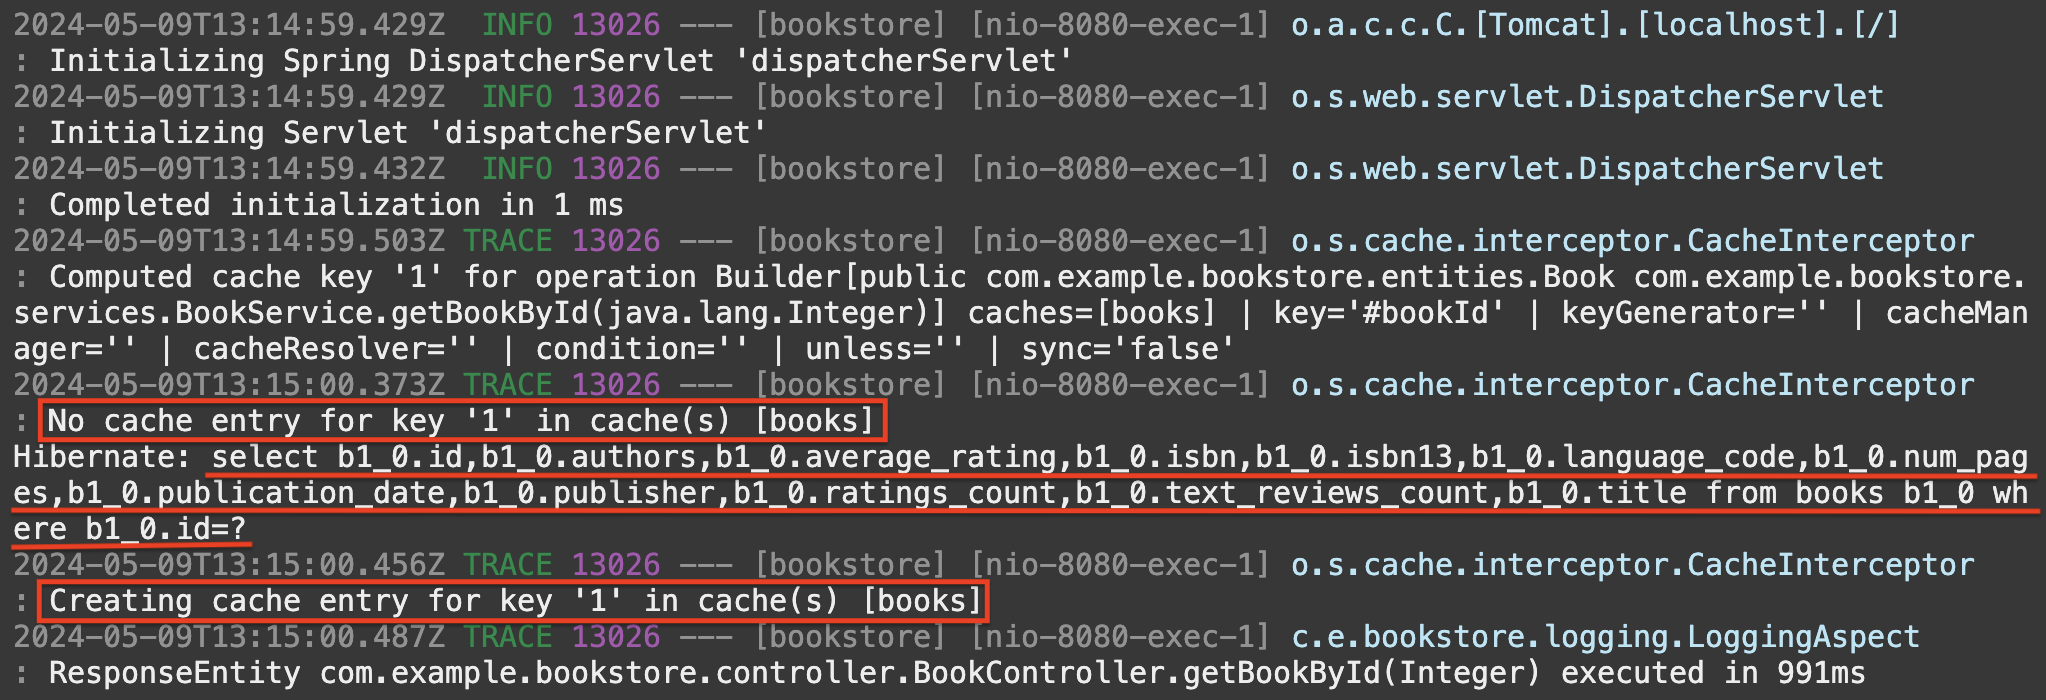 2024-05-09T13:14:59.429Z  INFO 13026 --- [bookstore] [nio-8080-exec-1] o.a.c.c.C.[Tomcat].[localhost].[/]
: Initializing Spring DispatcherServlet 'dispatcherServlet'
2024-05-09T13:14:59.429Z  INFO 13026 --- [bookstore] [nio-8080-exec-1] o.s.web.servlet.DispatcherServlet
: Initializing Servlet 'dispatcherServlet'
2024-05-09T13:14:59.432Z  INFO 13026 --- [bookstore] [nio-8080-exec-1] o.s.web.servlet.DispatcherServlet
: Completed initialization in 1 ms
2024-05-09T13:14:59.503Z TRACE 13026 --- [bookstore] [nio-8080-exec-1] o.s.cache.interceptor.CacheInterceptor
: Computed cache key '1' for operation Builder[public com.example.bookstore.entities.Book com.example.bookstore.
services.BookService.getBookById(java.lang.Integer)] caches=[books] | key='#bookId' | keyGenerator='' | cacheMan
ager='' | cacheResolver='' | condition='' | unless='' | sync='false'
2024-05-09T13:15:00.373Z TRACE 13026 --- [bookstore] [nio-8080-exec-1] o.s.cache.interceptor.CacheInterceptor
: No cache entry for key '1' in cache(s) [books]
Hibernate: select b1_0.id,b1_0.authors,b1_0.average_rating,b1_0.isbn,b1_0.isbn13,b1_0.language_code,b1_0.num_pag
es,b1_0.publication_date,b1_0.publisher,b1_0.ratings_count,b1_0.text_reviews_count,b1_0.title from books b1_0 wh
ere b1_0.id=?
2024-05-09T13:15:00.456Z TRACE 13026 --- [bookstore] [nio-8080-exec-1] o.s.cache.interceptor.CacheInterceptor
: Creating cache entry for key '1' in cache(s) [books]
2024-05-09T13:15:00.487Z TRACE 13026 --- [bookstore] [nio-8080-exec-1] c.e.bookstore.logging.LoggingAspect
: ResponseEntity com.example.bookstore.controller.BookController.getBookById(Integer) executed in 991ms